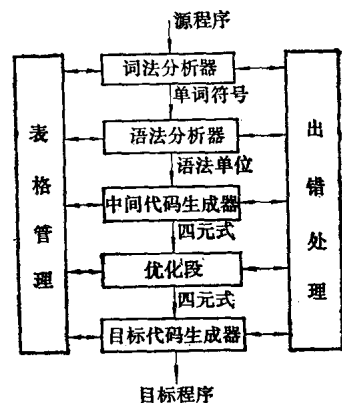 源程序
词法分析器
单词符号
语法分析器
语法单位
中间代码生成器
四元式
优化段
四元式
目标代码生成器
目标程序
表格管理
出错处理